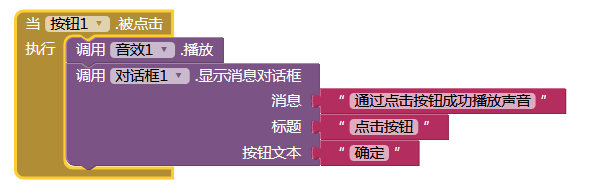 当 按钮1 .被点击
执行 调用 音效1 .播放
调用 对话框1 .显示消息对话框
消息 “ 通过点击按钮成功播放声音 ”
标题 “ 点击按钮 ”
按钮文本 “ 确定 ”